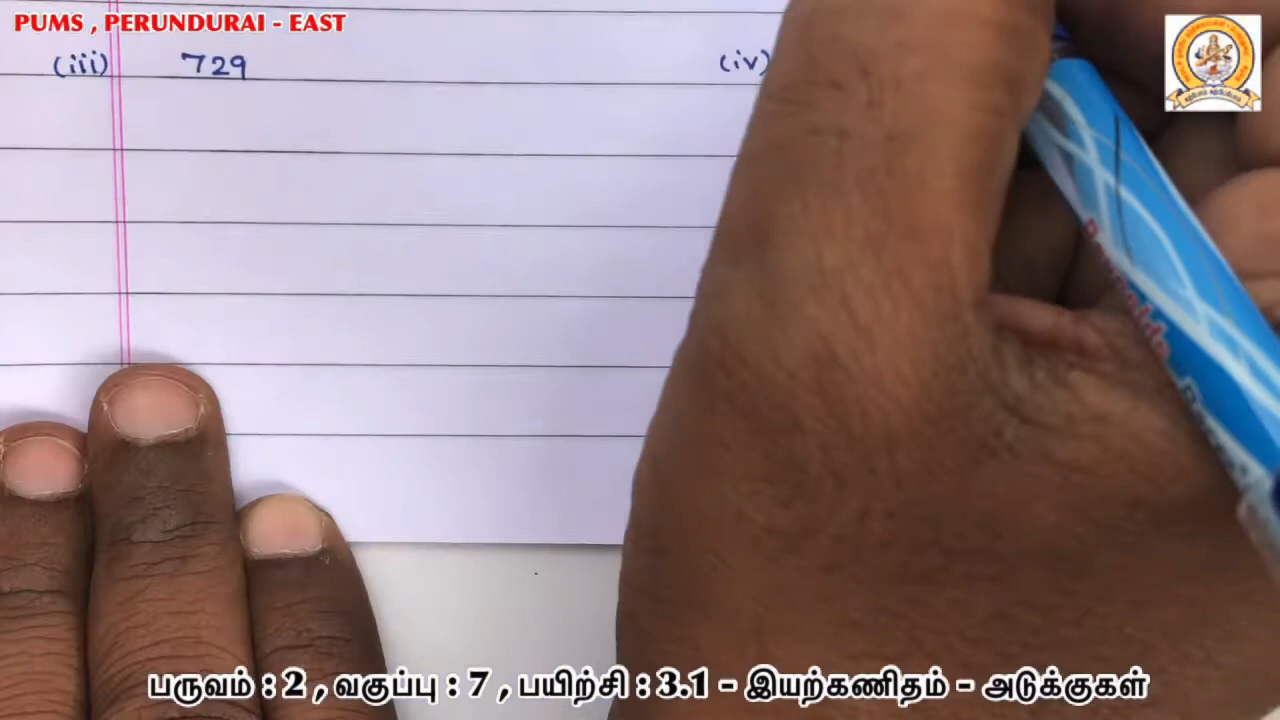 PUMS , PERUNDURAI - EAST
(iii) 729 (iv)
பருவம் : 2 , வகுப்பு : 7 , பயிற்சி : 3.1 - இயற்கணிதம் - அடுக்குகள்